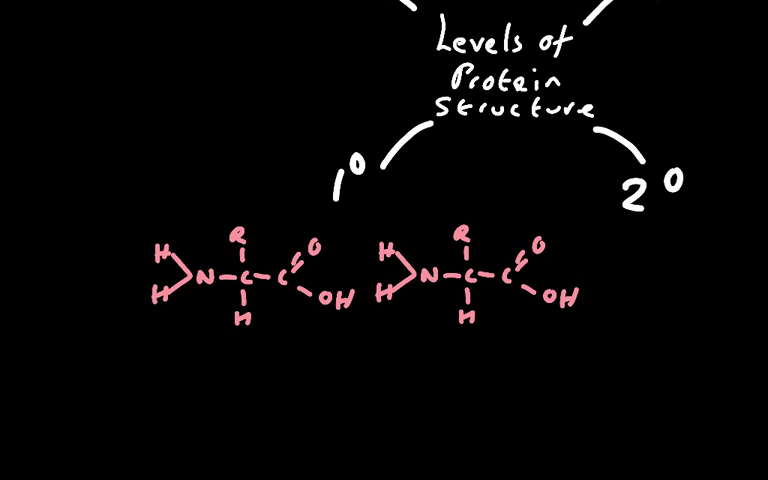 Levels of
Protein
Structure
1° 2°
R R
H O H O
N - C - C N - C - C
H OH H OH
H H